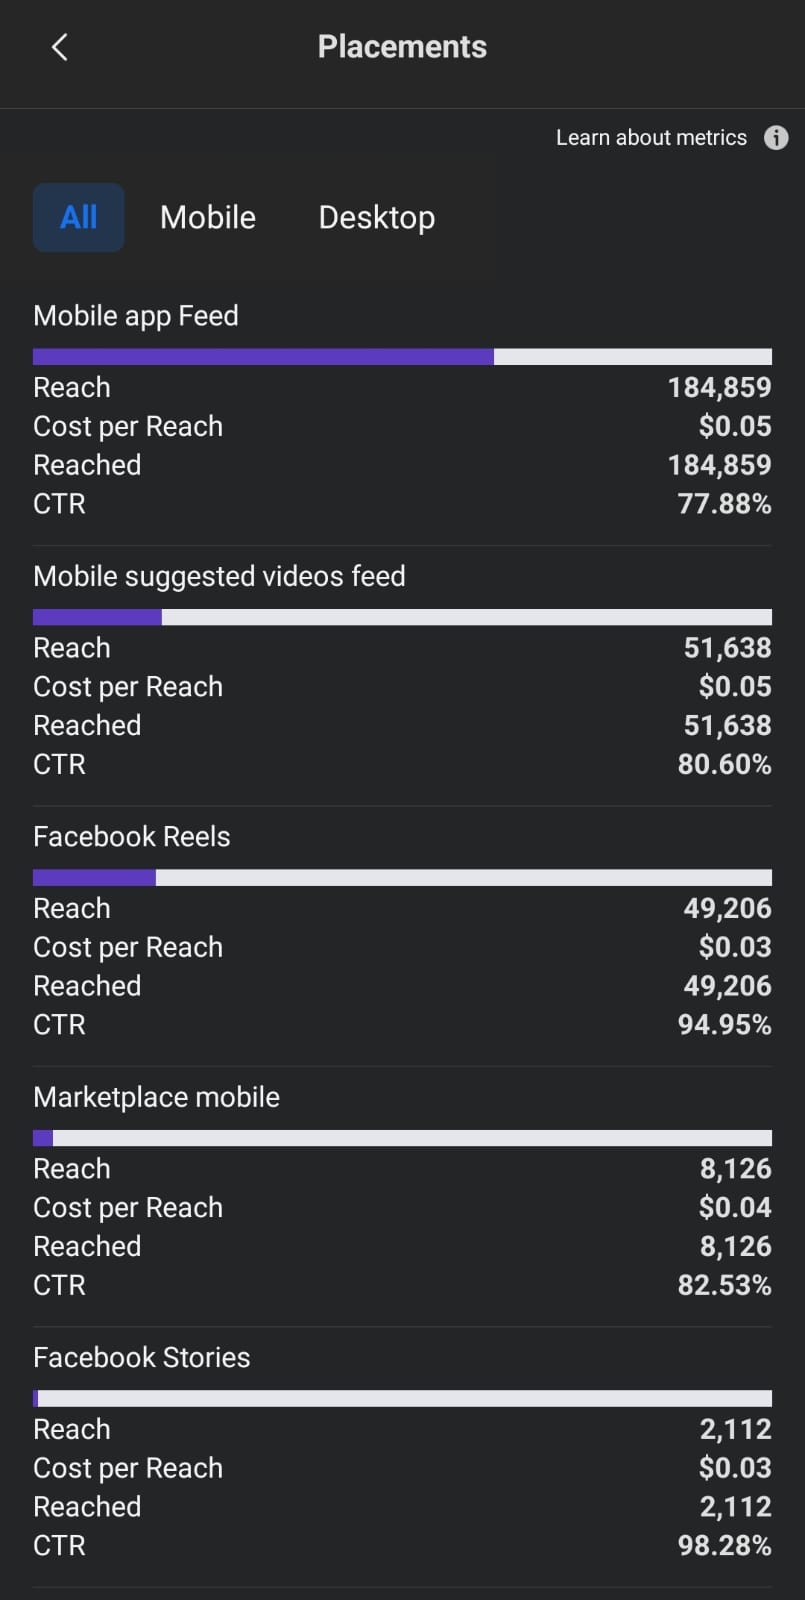 Placements
Learn about metrics
All Mobile Desktop
Mobile app Feed
Reach 184,859
Cost per Reach $0.05
Reached 184,859
CTR 77.88%
Mobile suggested videos feed
Reach 51,638
Cost per Reach $0.05
Reached 51,638
CTR 80.60%
Facebook Reels
Reach 49,206
Cost per Reach $0.03
Reached 49,206
CTR 94.95%
Marketplace mobile
Reach 8,126
Cost per Reach $0.04
Reached 8,126
CTR 82.53%
Facebook Stories
Reach 2,112
Cost per Reach $0.03
Reached 2,112
CTR 98.28%